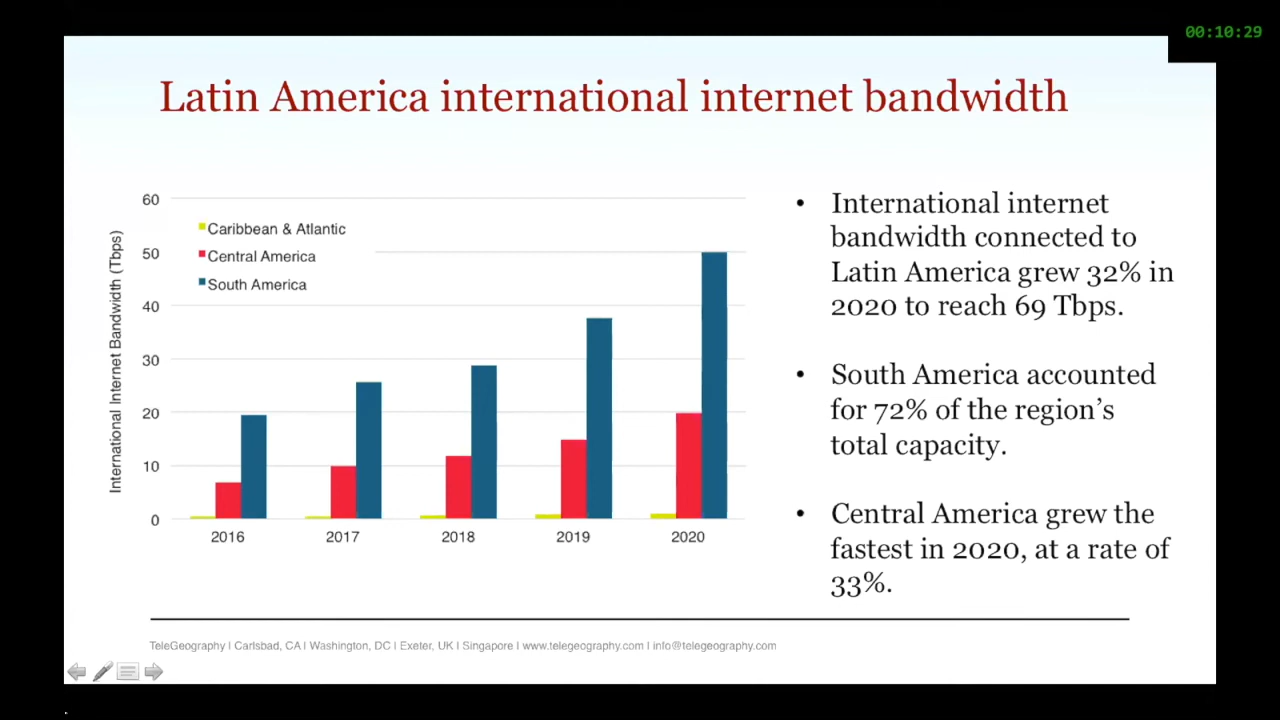 00:10:29
Latin America international internet bandwidth
International Internet Bandwidth (Tbps)
60
50
40
30
20
10
0
Caribbean & Atlantic
Central America
South America
2016
2017
2018
2019
2020
• International internet
bandwidth connected to
Latin America grew 32% in
2020 to reach 69 Tbps.
• South America accounted
for 72% of the region’s
total capacity.
• Central America grew the
fastest in 2020, at a rate of
33%.
TeleGeography I Carlsbad, CA I Washington, DC I Exeter, UK I Singapore I www.telegeography.com I info@telegeography.com